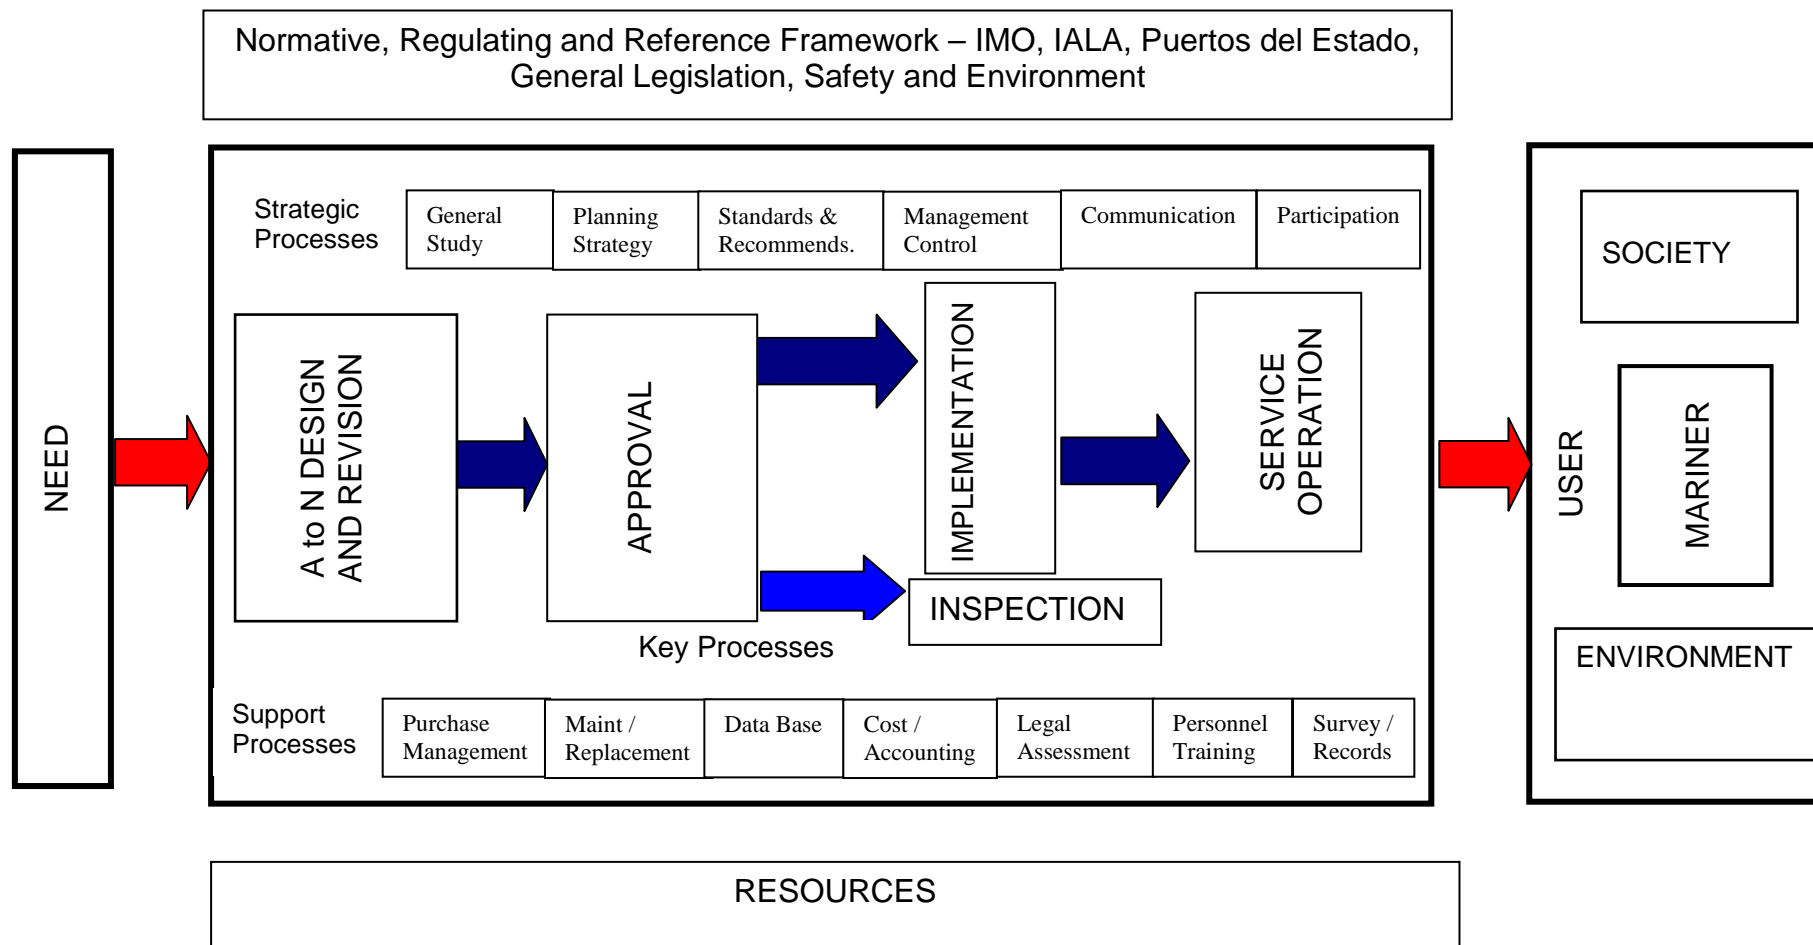 Normative, Regulating and Reference Framework – IMO, IALA, Puertos del Estado,
General Legislation, Safety and Environment
NEED
Strategic
Processes
General
Study
Planning
Strategy
Standards &
Recommends.
Management
Control
Communication
Participation
A to N DESIGN
AND REVISION
APPROVAL
IMPLEMENTATION
INSPECTION
SERVICE
OPERATION
Key Processes
Support
Processes
Purchase
Management
Maint /
Replacement
Data Base
Cost /
Accounting
Legal
Assessment
Personnel
Training
Survey /
Records
USER
SOCIETY
MARINER
ENVIRONMENT
RESOURCES